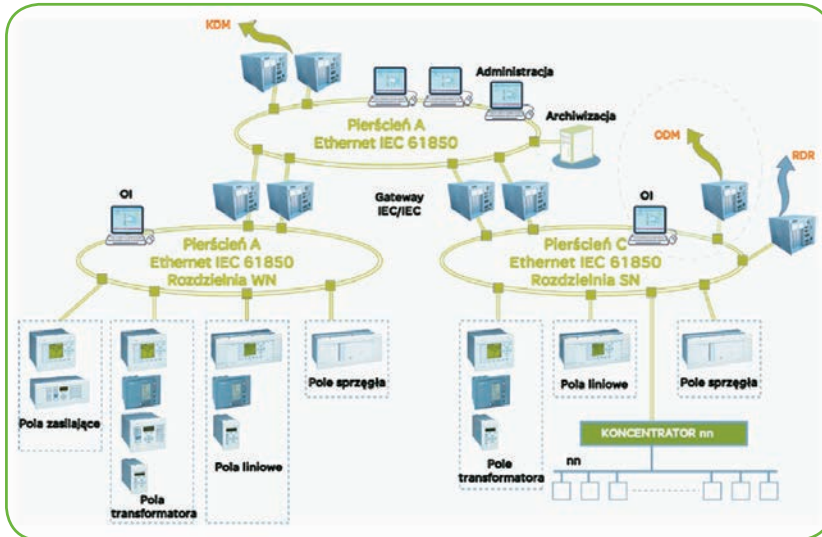 KDM
Administracja
Pierścień A
Ethernet IEC 61850
Archiwizacja
ODM
RDR
OI
Gateway
IEC/IEC
OI
Pierścień A
Ethernet IEC 61850
Rozdzielnia WN
Pierścień C
Ethernet IEC 61850
Rozdzielnia SN
Pola zasilające
Pola
transformatora
Pola liniowe
Pole sprzęgła
Pole
transformatora
Pola liniowe
Pole sprzęgła
KONCENTRATOR nn
nn